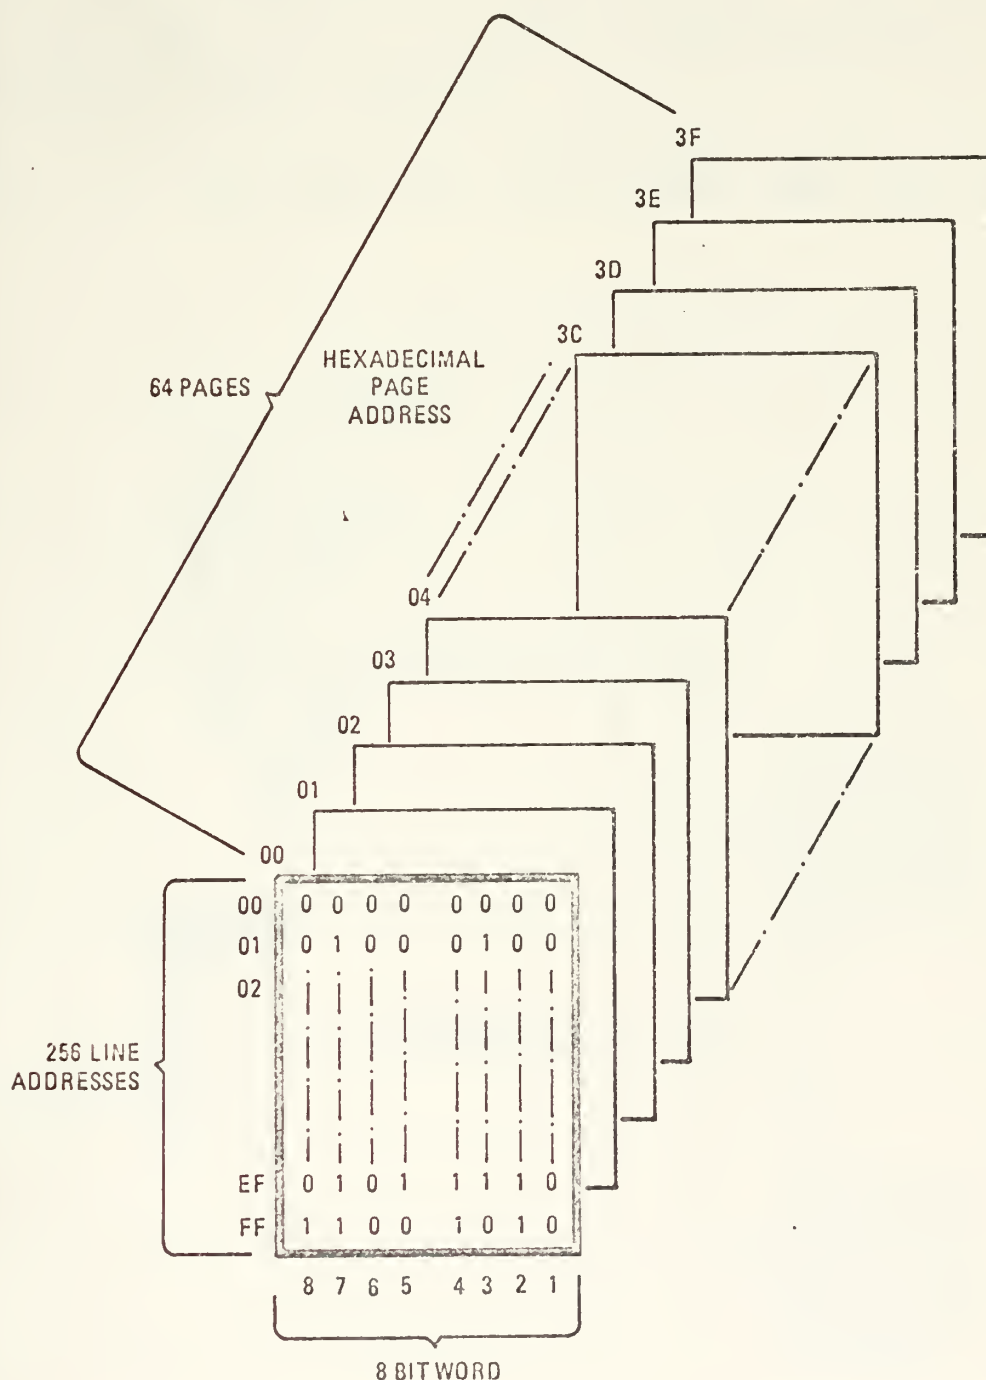 3F
3E
3D
3C
HEXADECIMAL
PAGE
ADDRESS
64 PAGES
04
03
02
01
00
00 0 0 0 0 0 0 0 0
01 0 1 0 0 0 1 0 0
02
256 LINE
ADDRESSES
EF 0 1 0 1 1 1 1 0
FF 1 1 0 0 1 0 1 0
8 7 6 5 4 3 2 1
8 BIT WORD